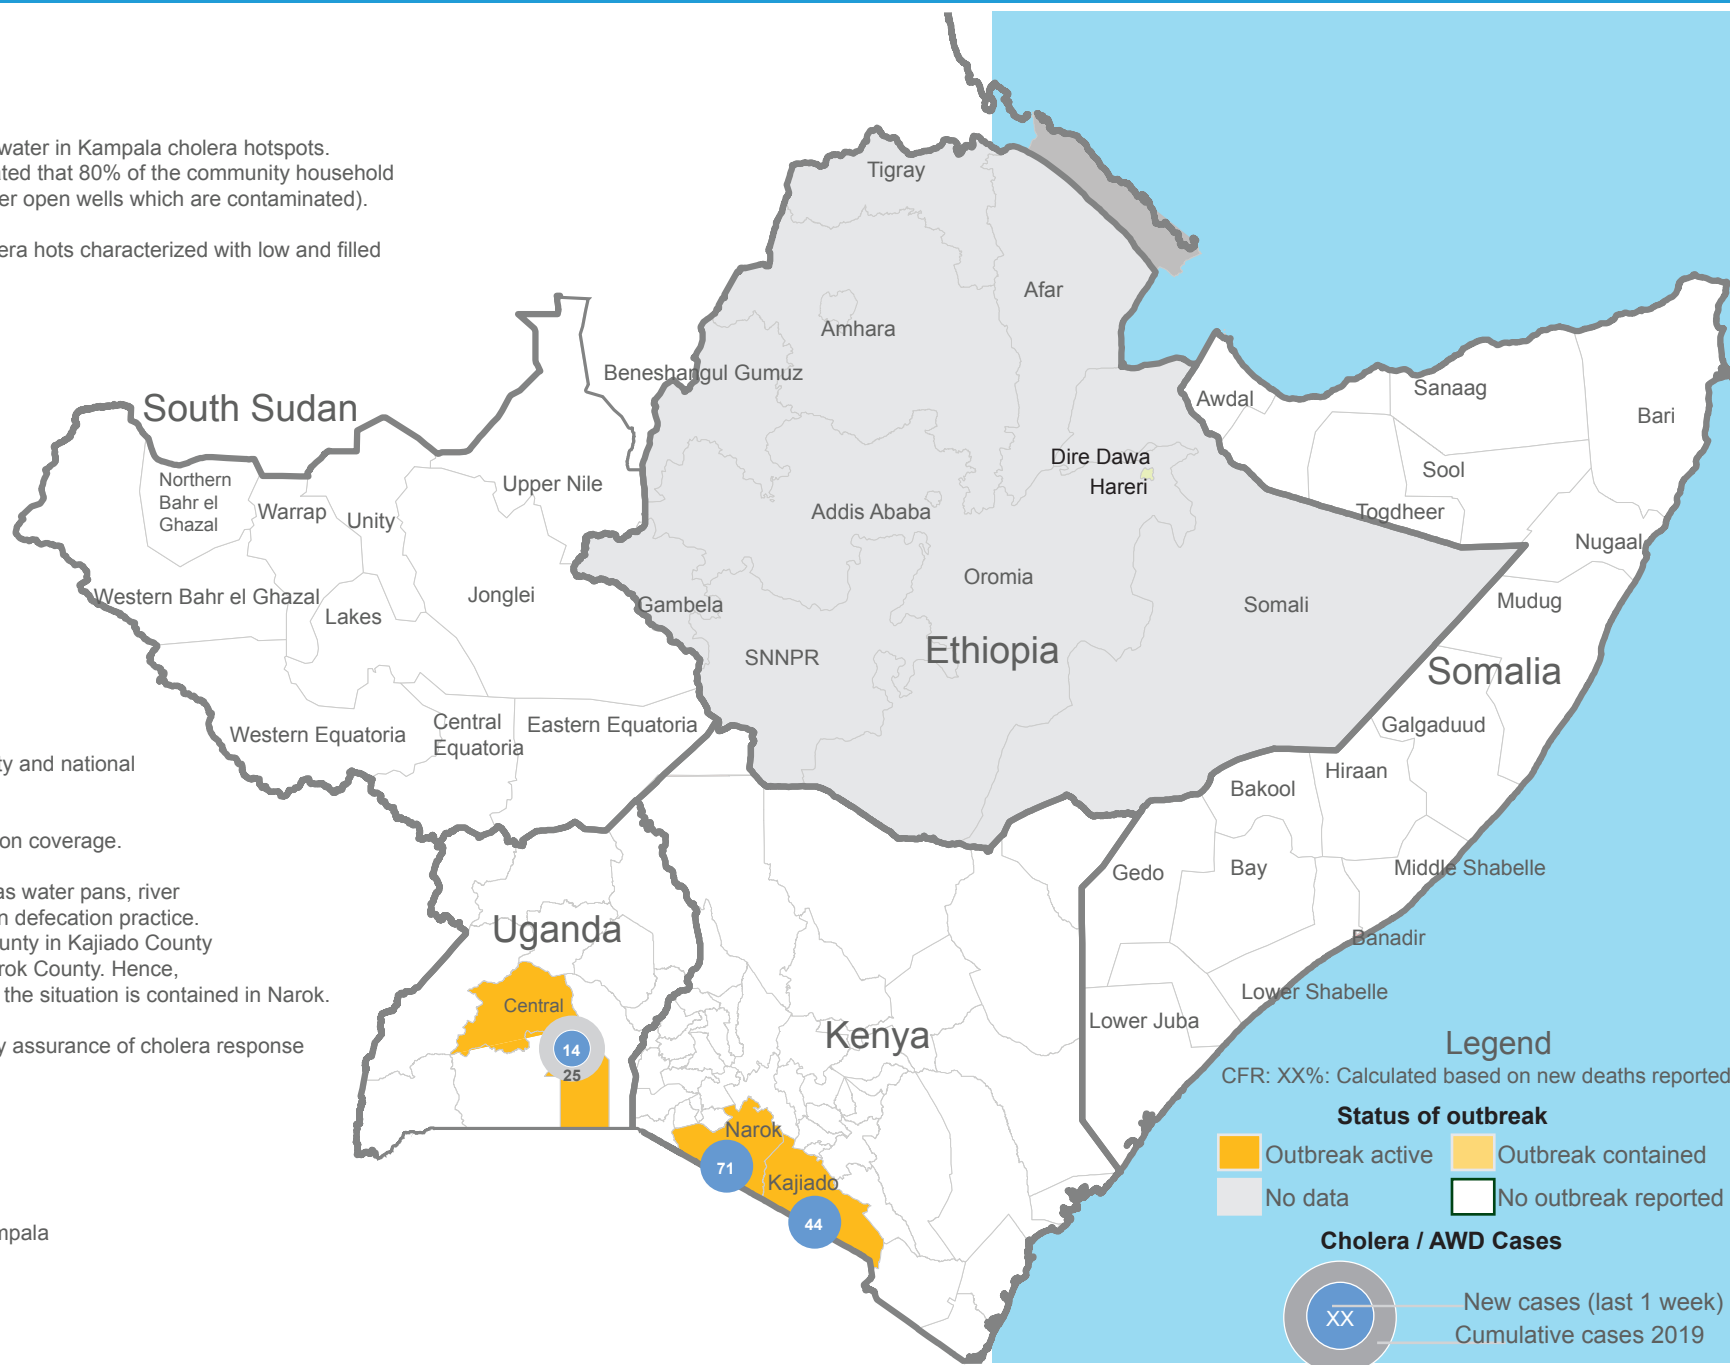 water in Kampala cholera hotspots.
ated that 80% of the community household
er open wells which are contaminated).
era hots characterized with low and filled
ty and national
on coverage.
as water pans, river
n defecation practice.
unty in Kajiado County
rok County. Hence,
the situation is contained in Narok.
y assurance of cholera response
mpala
South Sudan
Northern
Bahr el
Ghazal
Warrap
Unity
Upper Nile
Western Bahr el Ghazal
Lakes
Jonglei
Western Equatoria
Central
Equatoria
Eastern Equatoria
Tigray
Afar
Amhara
Beneshangul Gumuz
Dire Dawa
Hareri
Addis Ababa
Oromia
Gambela
SNNPR
Somali
Ethiopia
Awdal
Sanaag
Bari
Sool
Togdheer
Nugaal
Mudug
Somalia
Galgaduud
Hiraan
Bakool
Gedo
Bay
Middle Shabelle
Banadir
Lower Shabelle
Lower Juba
Uganda
Central
14
25
Kenya
Narok
71
Kajiado
44
Legend
CFR: XX%: Calculated based on new deaths reported
Status of outbreak
Outbreak active
Outbreak contained
No data
No outbreak reported
Cholera / AWD Cases
XX
New cases (last 1 week)
Cumulative cases 2019